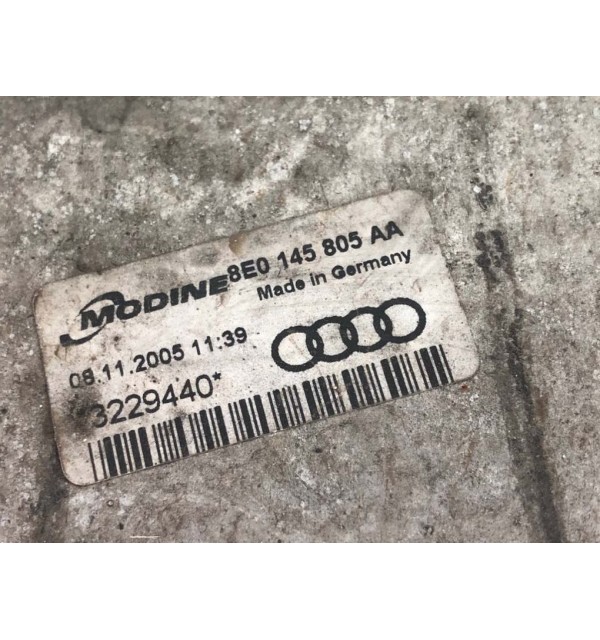 MODINE 8E0 145 805 AA
Made in Germany
08.11.2005 11:39
3229440*